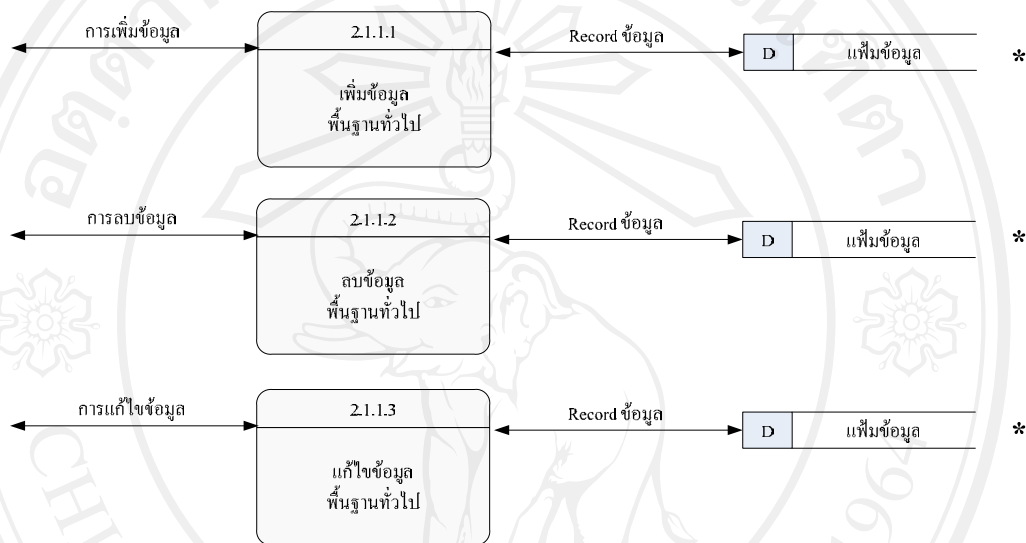 การเพิ่มข้อมูล
2.1.1.1
Record ข้อมูล
D
แฟ้มข้อมูล
*
เพิ่มข้อมูล
พื้นฐานทั่วไป
การลบข้อมูล
2.1.1.2
Record ข้อมูล
D
แฟ้มข้อมูล
*
ลบข้อมูล
พื้นฐานทั่วไป
การแก้ไขข้อมูล
2.1.1.3
Record ข้อมูล
D
แฟ้มข้อมูล
*
แก้ไขข้อมูล
พื้นฐานทั่วไป
1964